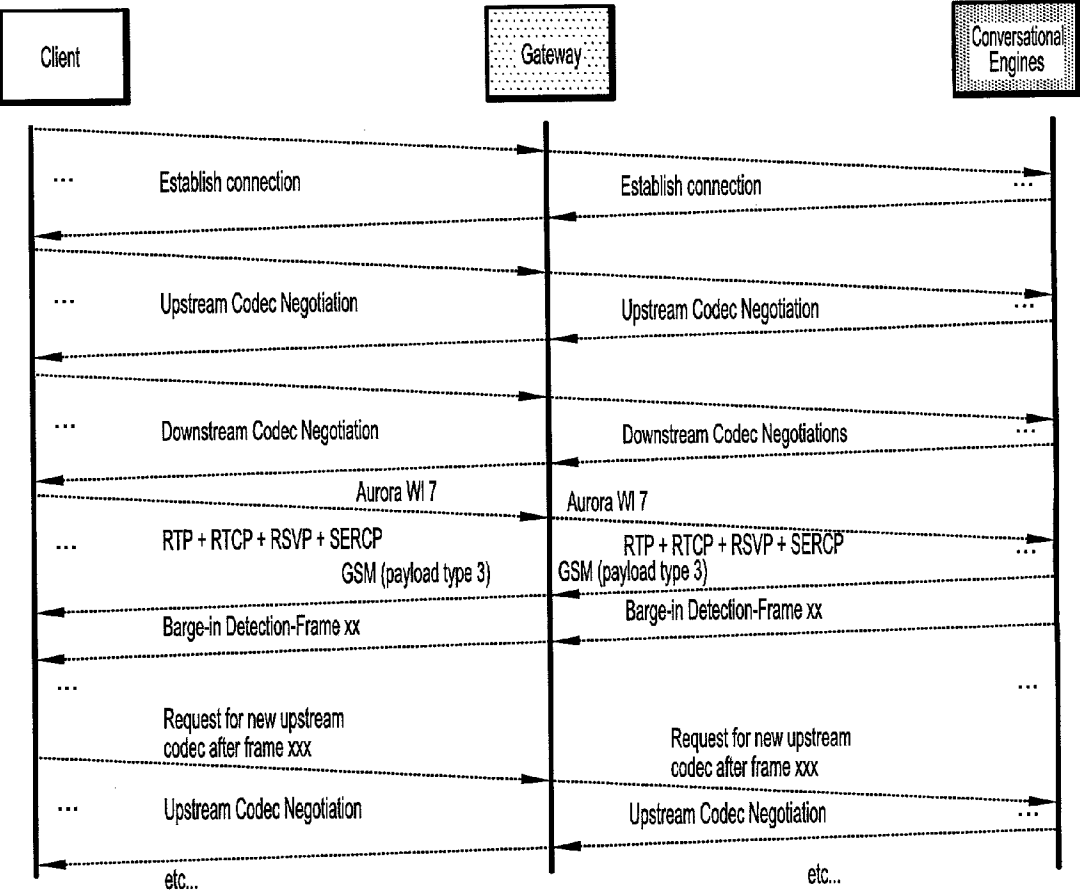 Client
Gateway
Conversational
Engines
...
Establish connection
Establish connection
...
...
Upstream Codec Negotiation
Upstream Codec Negotiation
...
...
Downstream Codec Negotiation
Downstream Codec Negotiations
...
Aurora WI 7
Aurora WI 7
...
RTP + RTCP + RSVP + SERCP
RTP + RTCP + RSVP + SERCP
...
GSM (payload type 3)
GSM (payload type 3)
Barge-in Detection-Frame xx
Barge-in Detection-Frame xx
...
...
Request for new upstream
codec after frame xxx
Request for new upstream
codec after frame xxx
...
Upstream Codec Negotiation
Upstream Codec Negotiation
...
etc...
etc...